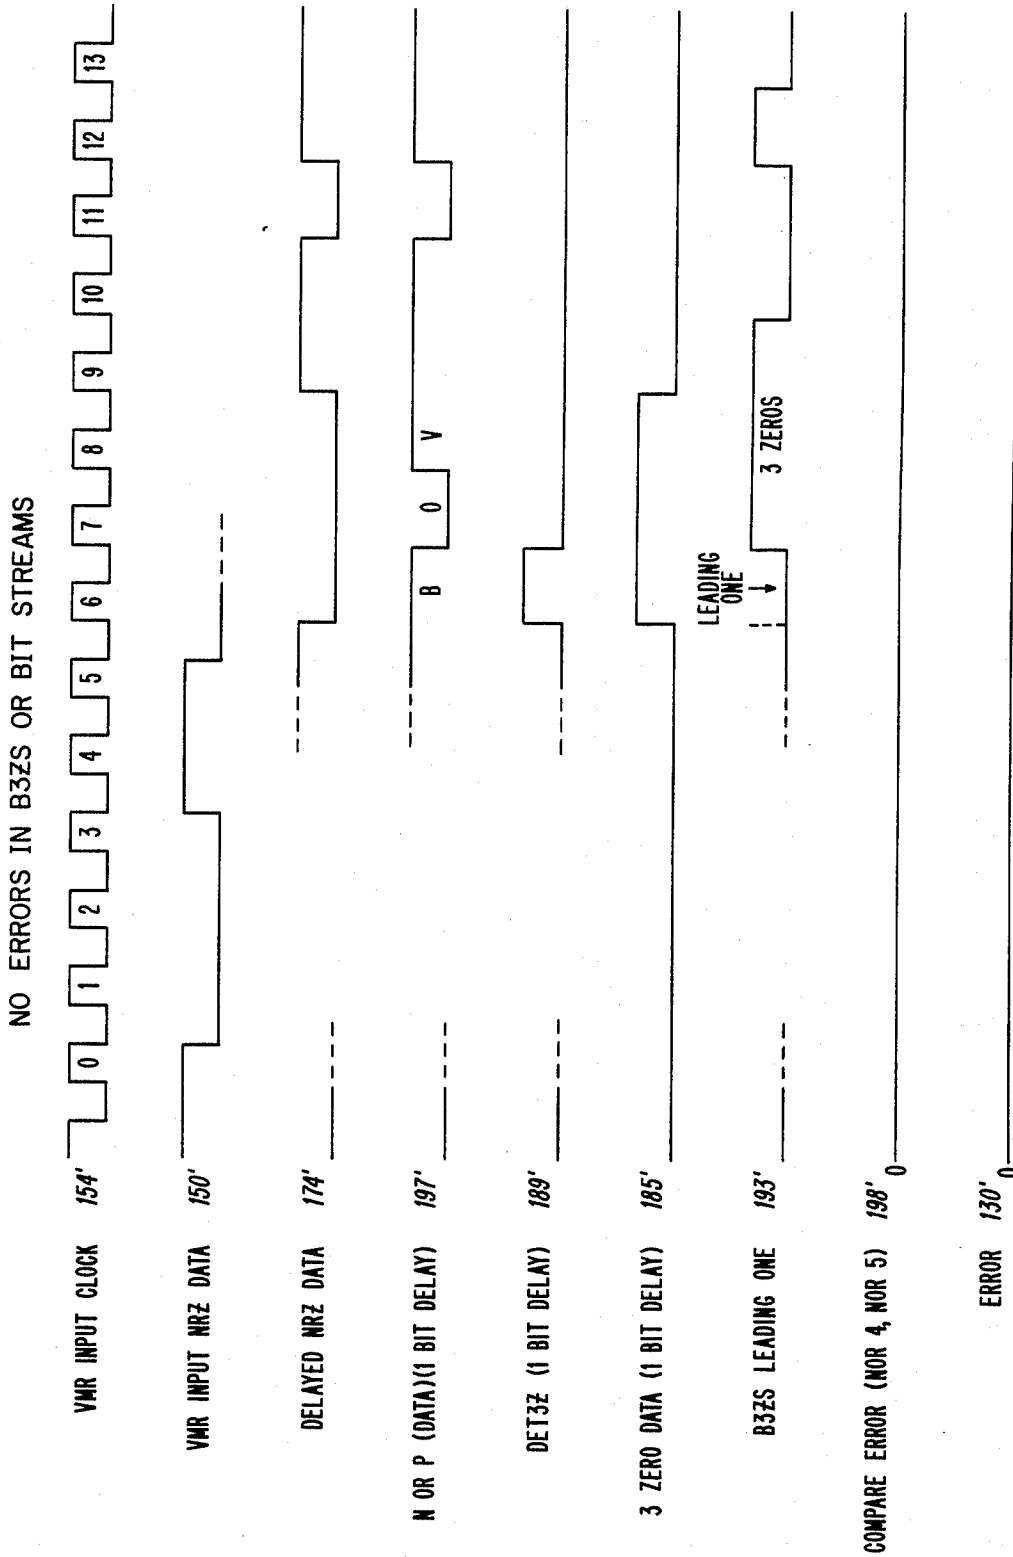 NO ERRORS IN B3ZS OR BIT STREAMS
VMR INPUT CLOCK 154'
0 1 2 3 4 5 6 7 8 9 10 11 12 13
VMR INPUT NRZ DATA 150'
DELAYED NRZ DATA 174'
N OR P (DATA)(1 BIT DELAY) 197'
B 0 V
DET3Z (1 BIT DELAY) 189'
3 ZERO DATA (1 BIT DELAY) 185'
LEADING
ONE
B3ZS LEADING ONE 193'
3 ZEROS
COMPARE ERROR (NOR 4, NOR 5) 198' 0
ERROR 130' 0